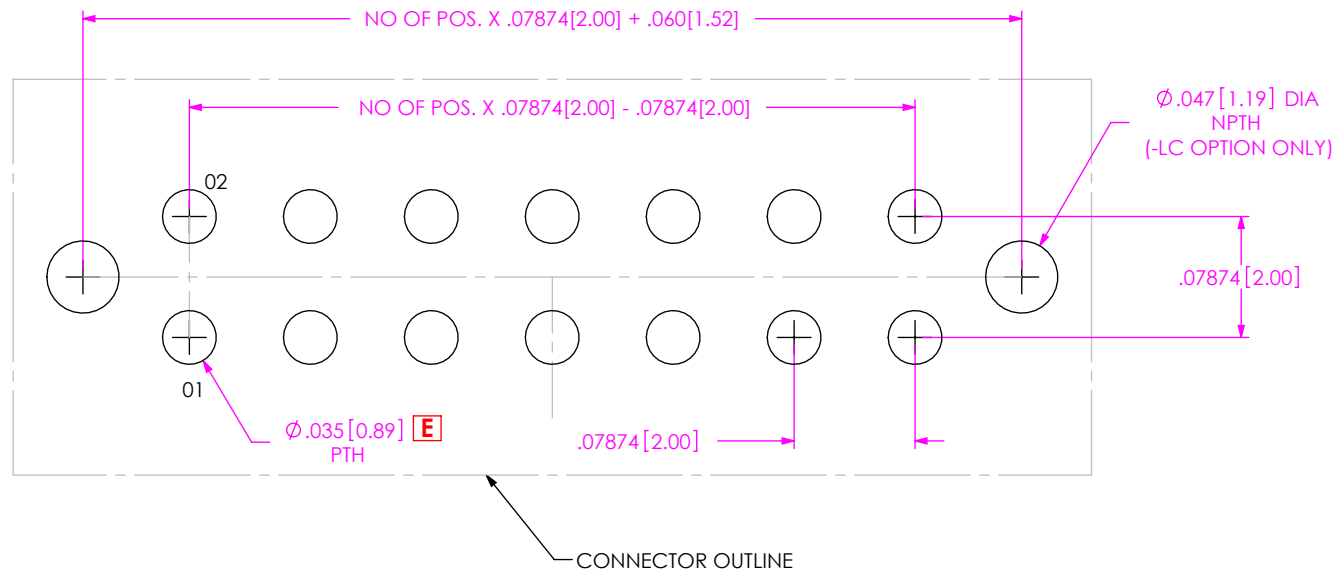 NO OF POS. X .07874[2.00] + .060[1.52]
NO OF POS. X .07874[2.00] - .07874[2.00]
Ø.047[1.19] DIA
NPTH
(-LC OPTION ONLY)
02
.07874[2.00]
01
Ø.035[0.89] E
PTH
.07874[2.00]
CONNECTOR OUTLINE